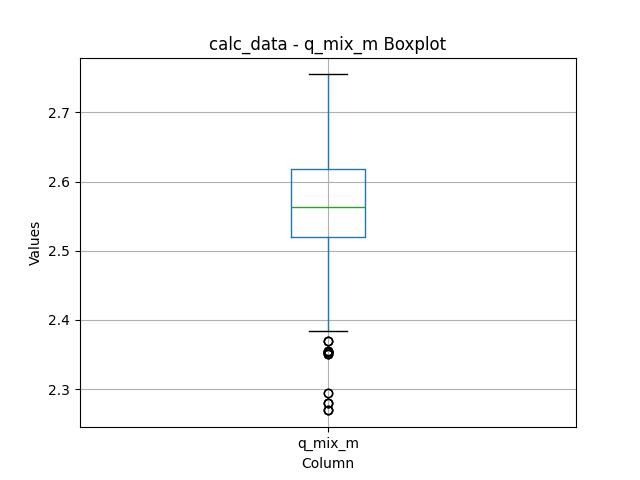 calc_data - q_mix_m Boxplot
2.7
2.6
2.5
2.4
2.3
Values
q_mix_m
Column